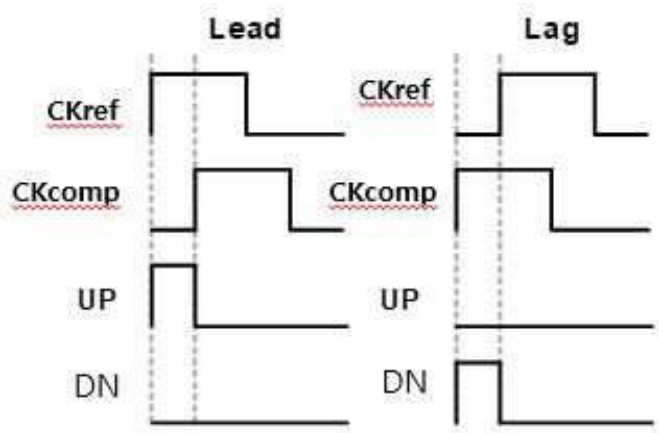 Lead
Lag
CKref
CKref
CKcomp
CKcomp
UP
UP
DN
DN